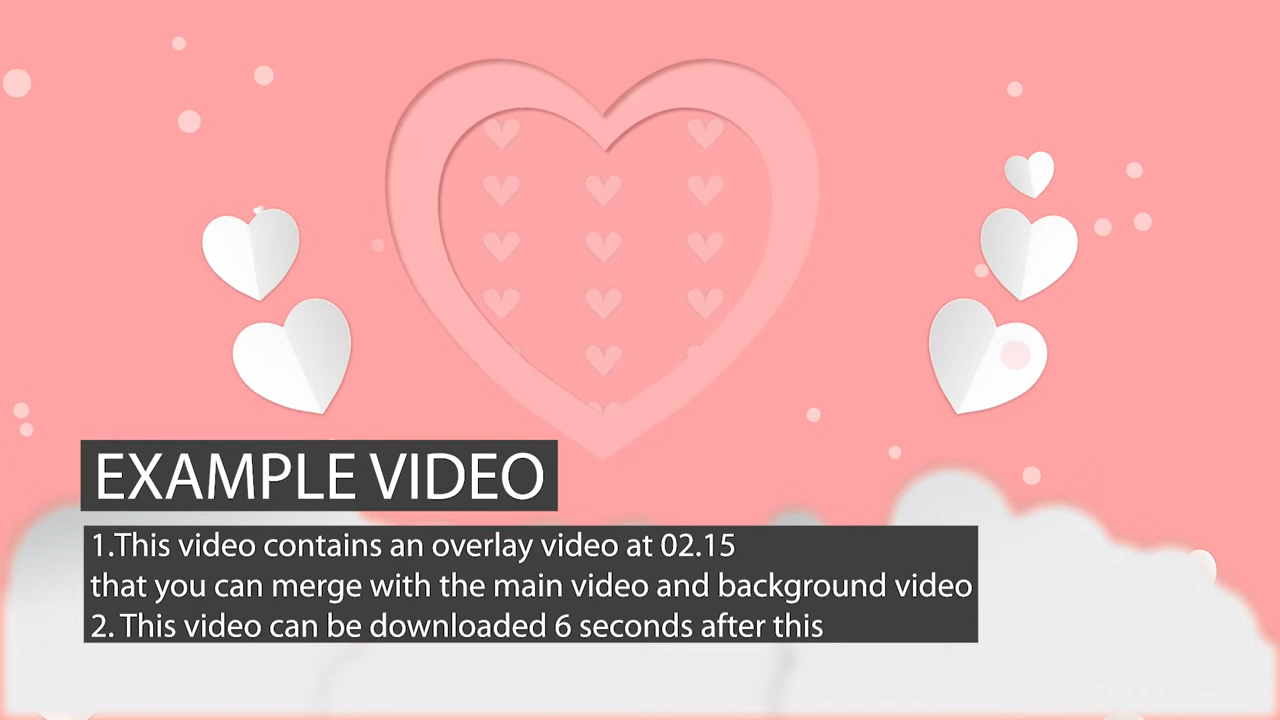 EXAMPLE VIDEO
1.This video contains an overlay video at 02.15
that you can merge with the main video and background video
2. This video can be downloaded 6 seconds after this